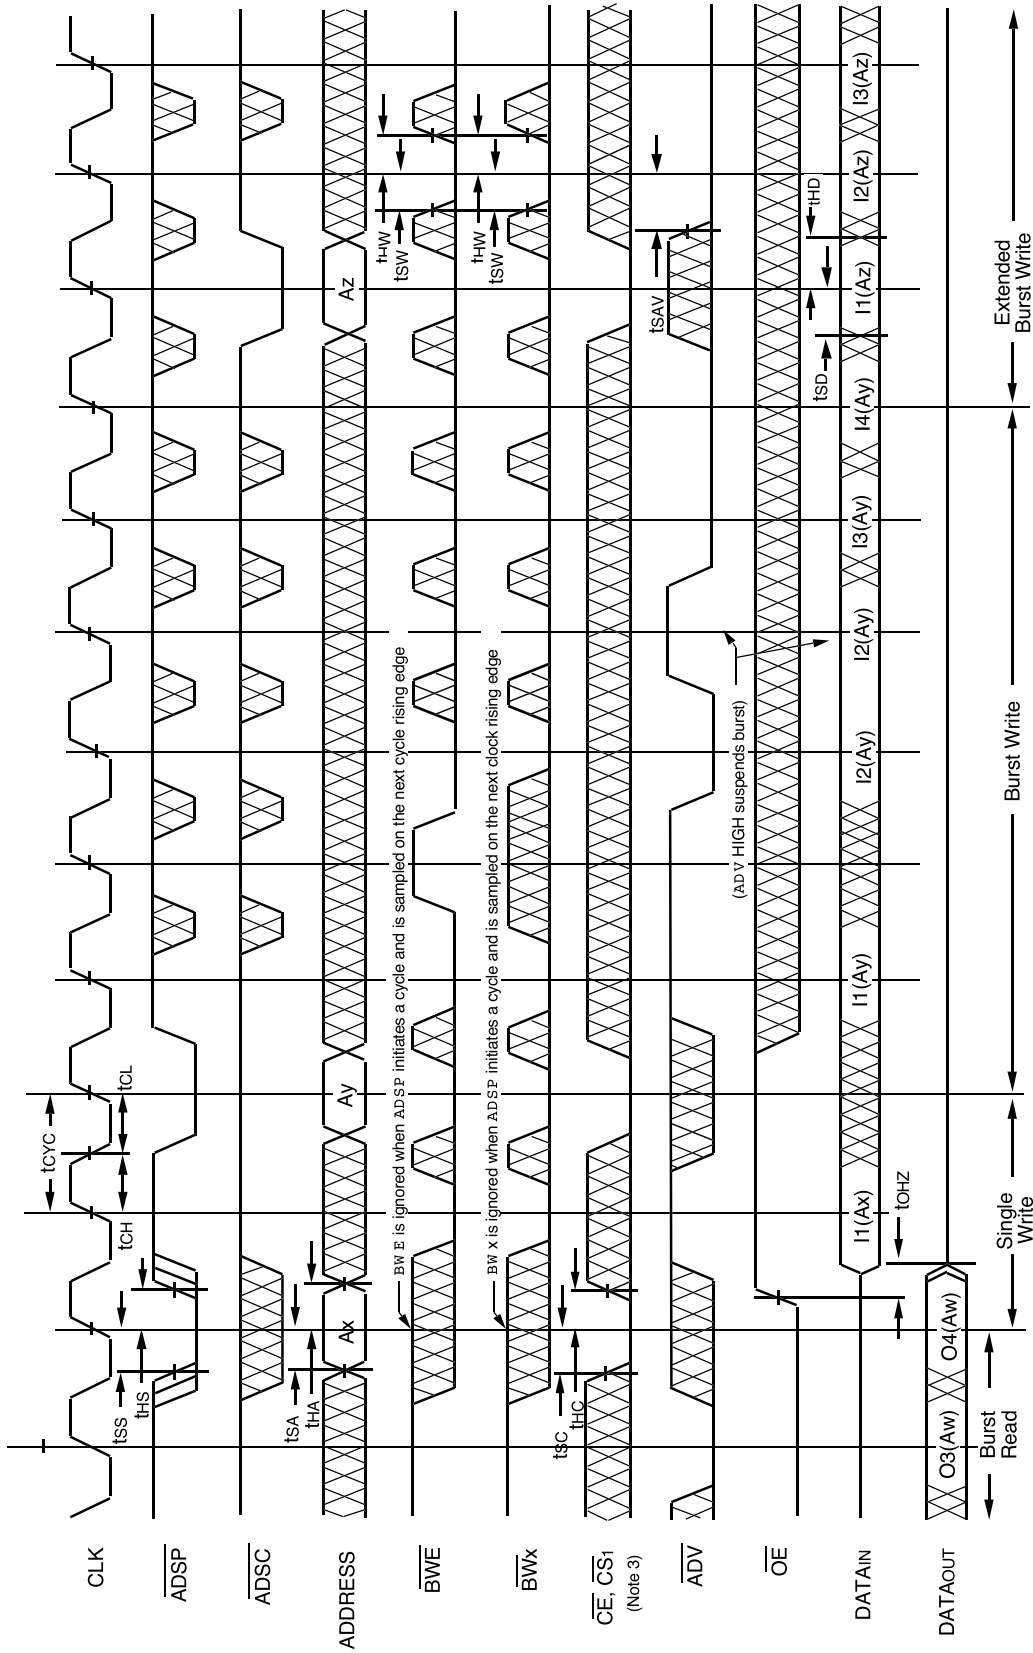 CLK
tCYC
tCH
tCL
ADSP
tSS
tHS
ADSC
ADDRESS
tSA
tHA
Ax
Ay
Az
BWE
BWE is ignored when ADSP initiates a cycle and is sampled on the next cycle rising edge
tHW
tSW
BWx
BWx is ignored when ADSP initiates a cycle and is sampled on the next clock rising edge
tHW
tSW
CE, CS1
(Note 3)
tSC
tHC
ADV
tSAV
(ADV HIGH suspends burst)
OE
tOHZ
tSD
tHD
DATAIN
I1(Ax)
I1(Ay)
I2(Ay)
I2(Ay)
I3(Ay)
I4(Ay)
I1(Az)
I2(Az)
I3(Az)
DATAOUT
O3(Aw)
O4(Aw)
Burst
Read
Single
Write
Burst Write
Extended
Burst Write